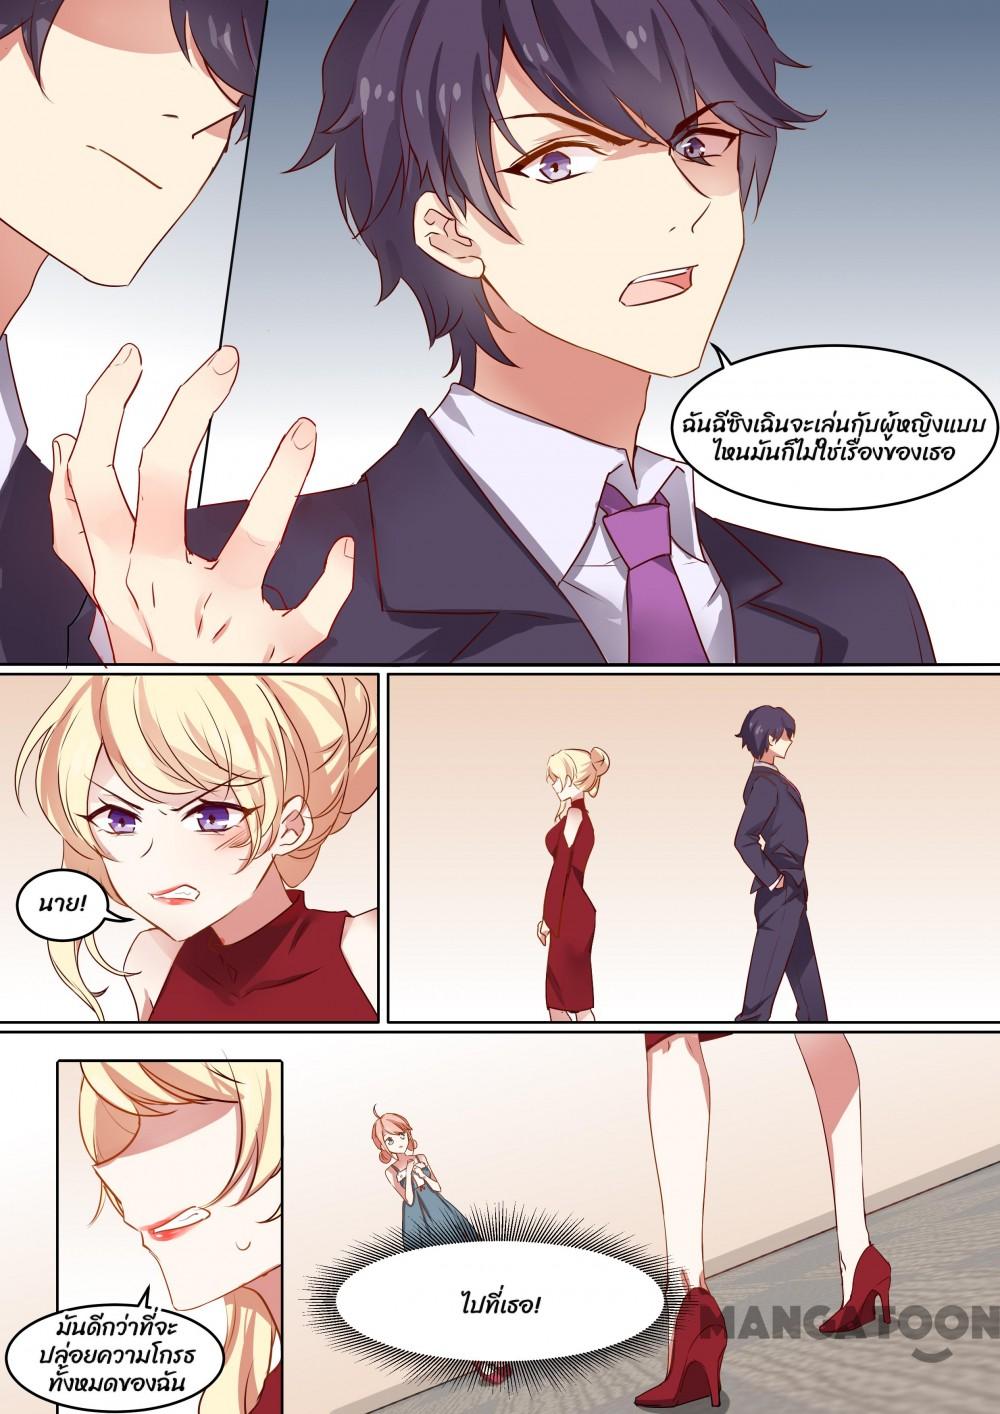 ฉันฉีซิงเฉินจะเล่นกับผู้หญิงแบบ
ไหนมันก็ไม่ใช่เรื่องของเธอ
นาย!
มันดีกว่าที่จะ
ปล่อยความโกรธ
ทั้งหมดของฉัน
ไปที่เธอ!
MANGATOON